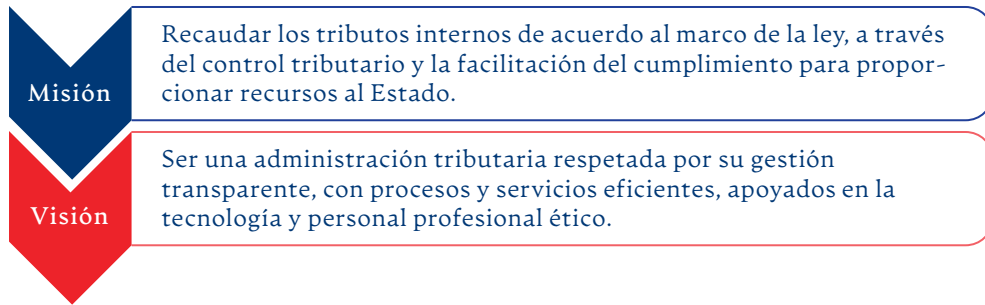 Misión
Recaudar los tributos internos de acuerdo al marco de la ley, a través
del control tributario y la facilitación del cumplimiento para propor-
cionar recursos al Estado.
Visión
Ser una administración tributaria respetada por su gestión
transparente, con procesos y servicios eficientes, apoyados en la
tecnología y personal profesional ético.